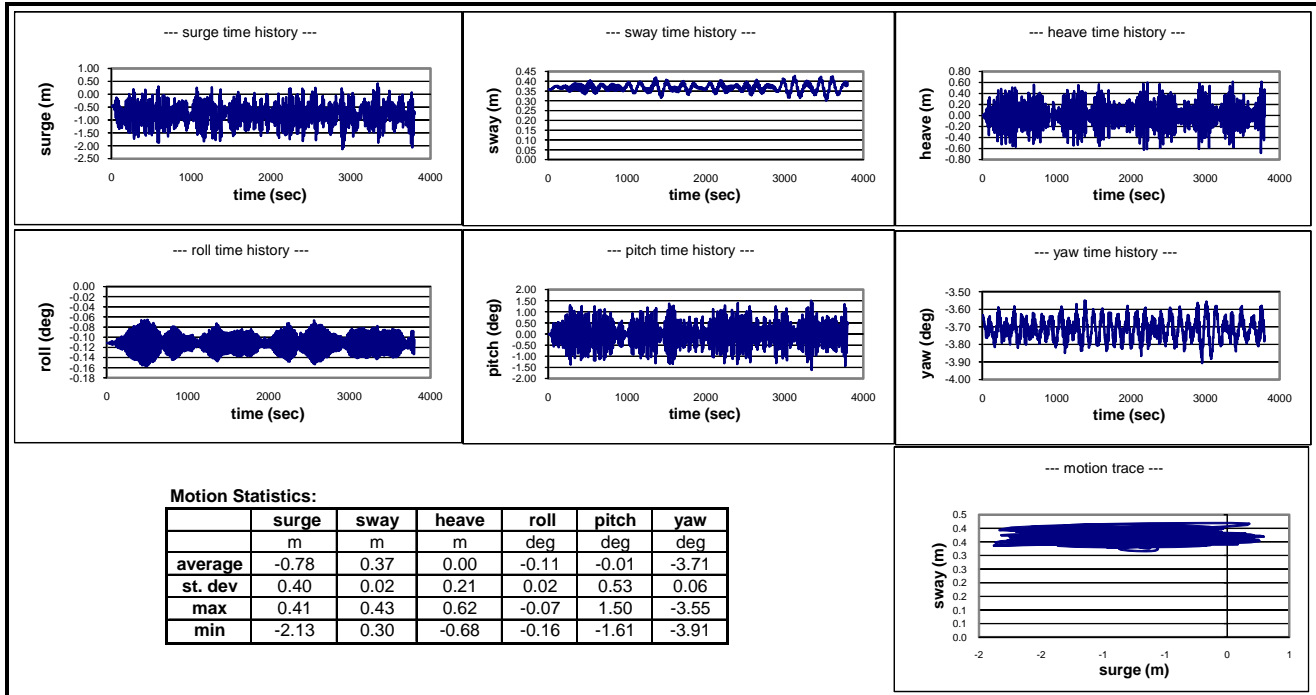 --- surge time history ---
1.00
0.50
0.00
-0.50
-1.00
-1.50
-2.00
-2.50
surge (m)
0 1000 2000 3000 4000
time (sec)
--- sway time history ---
0.45
0.40
0.35
0.30
0.25
0.20
0.15
0.10
0.05
0.00
sway (m)
0 1000 2000 3000 4000
time (sec)
--- heave time history ---
0.80
0.60
0.40
0.20
0.00
-0.20
-0.40
-0.60
-0.80
heave (m)
0 1000 2000 3000 4000
time (sec)
--- roll time history ---
0.00
-0.02
-0.04
-0.06
-0.08
-0.10
-0.12
-0.14
-0.16
-0.18
roll (deg)
0 1000 2000 3000 4000
time (sec)
--- pitch time history ---
2.00
1.50
1.00
0.50
0.00
-0.50
-1.00
-1.50
-2.00
pitch (deg)
0 1000 2000 3000 4000
time (sec)
--- yaw time history ---
-3.50
-3.60
-3.70
-3.80
-3.90
-4.00
yaw (deg)
0 1000 2000 3000 4000
time (sec)
Motion Statistics:
surge sway heave roll pitch yaw
m m m deg deg deg
average -0.78 0.37 0.00 -0.11 -0.01 -3.71
st. dev 0.40 0.02 0.21 0.02 0.53 0.06
max 0.41 0.43 0.62 -0.07 1.50 -3.55
min -2.13 0.30 -0.68 -0.16 -1.61 -3.91
--- motion trace ---
0.5
0.4
0.4
0.3
0.3
0.2
0.2
0.1
0.1
0.0
sway (m)
-2 -1 -1 0 1
surge (m)